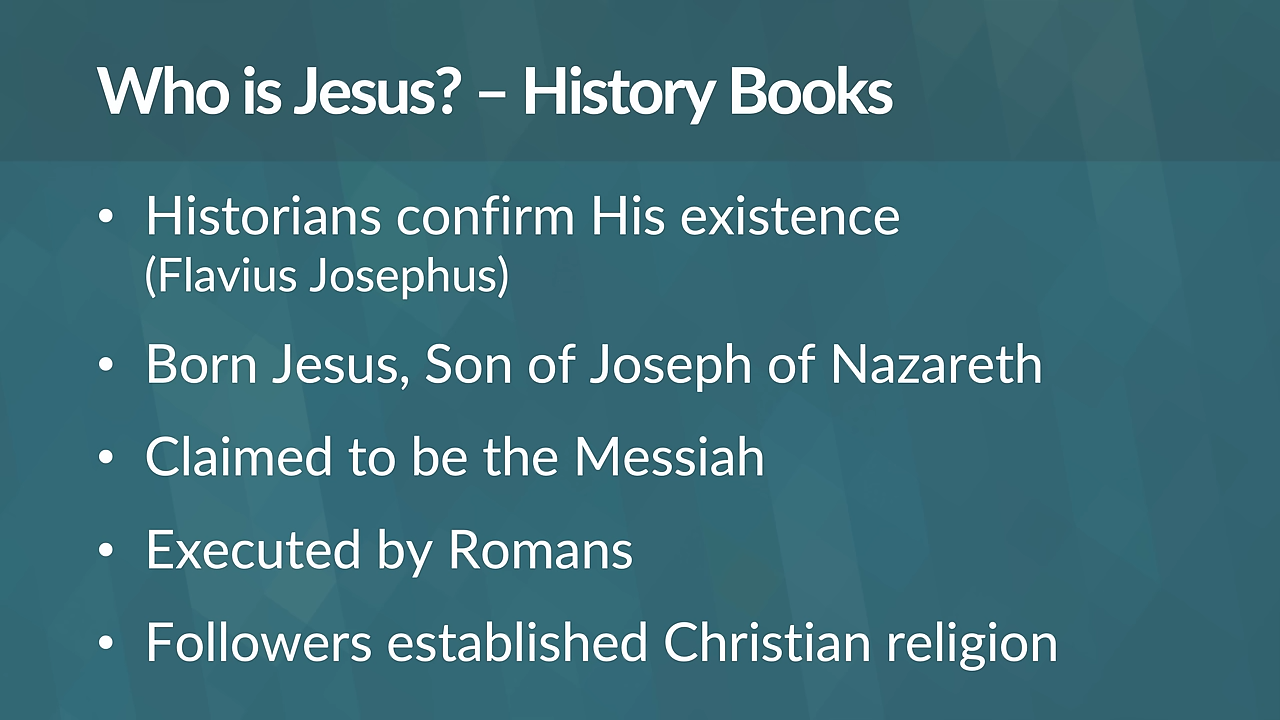 Who is Jesus? – History Books
• Historians confirm His existence
(Flavius Josephus)
• Born Jesus, Son of Joseph of Nazareth
• Claimed to be the Messiah
• Executed by Romans
• Followers established Christian religion